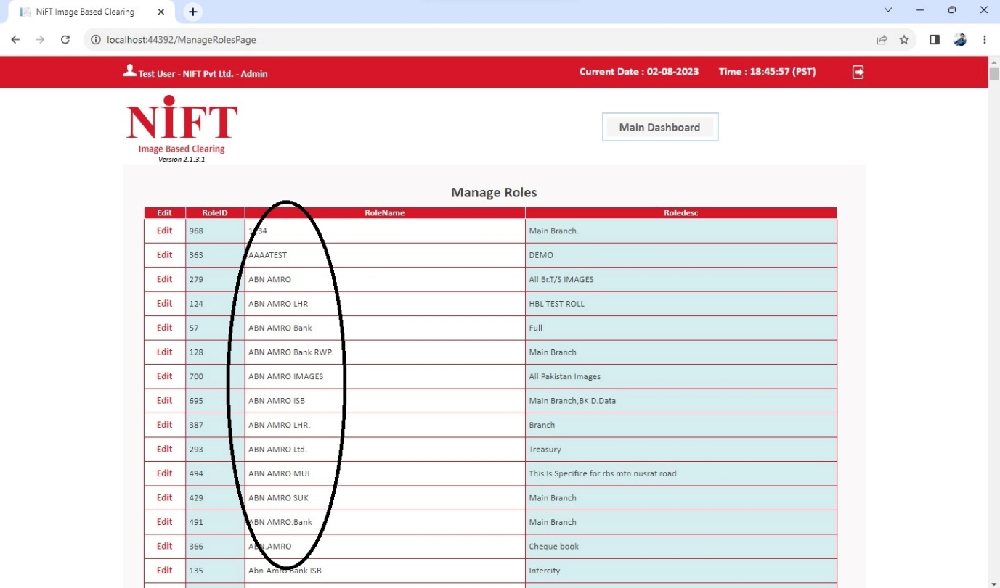 NiFT Image Based Clearing
localhost:44392/ManageRolesPage
Test User - NIFT Pvt Ltd. - Admin Current Date : 02-08-2023 Time : 18:45:57 (PST)
NiFT
Image Based Clearing
Version 2.1.3.1
Main Dashboard
Manage Roles
Edit RoleID RoleName Roledesc
Edit 968 1234 Main Branch.
Edit 363 AAAATEST DEMO
Edit 279 ABN AMRO All Br.T/S IMAGES
Edit 124 ABN AMRO LHR HBL TEST ROLL
Edit 57 ABN AMRO Bank Full
Edit 128 ABN AMRO Bank RWP. Main Branch
Edit 700 ABN AMRO IMAGES All Pakistan Images
Edit 695 ABN AMRO ISB Main Branch,BK D.Data
Edit 387 ABN AMRO LHR. Branch
Edit 293 ABN AMRO Ltd. Treasury
Edit 494 ABN AMRO MUL This Is Specifice for rbs mtn nusrat road
Edit 429 ABN AMRO SUK Main Branch
Edit 491 ABN AMRO.Bank Main Branch
Edit 366 ABN.AMRO Cheque book
Edit 135 Abn-Amro Bank ISB. Intercity